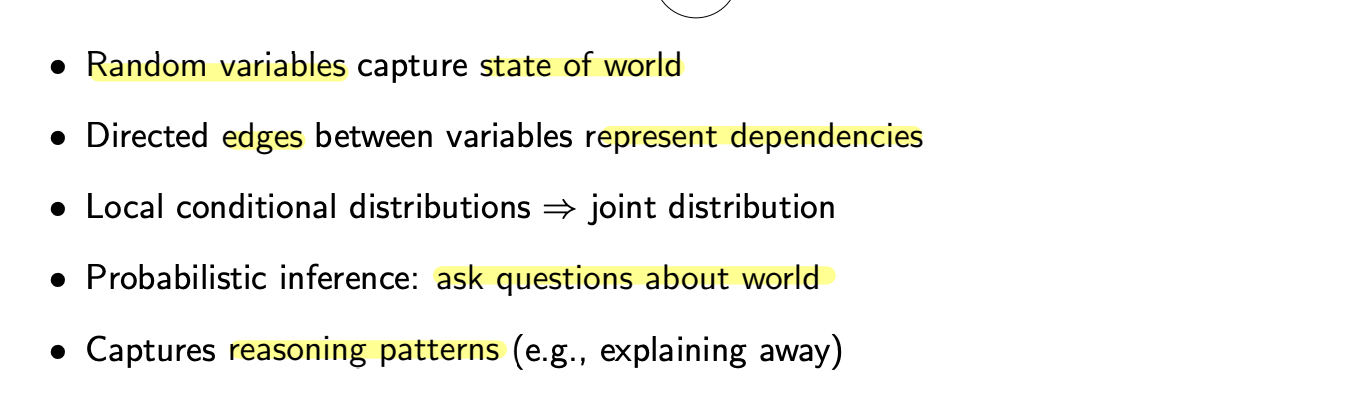 • Random variables capture state of world
• Directed edges between variables represent dependencies
• Local conditional distributions ⇒ joint distribution
• Probabilistic inference: ask questions about world
• Captures reasoning patterns (e.g., explaining away)